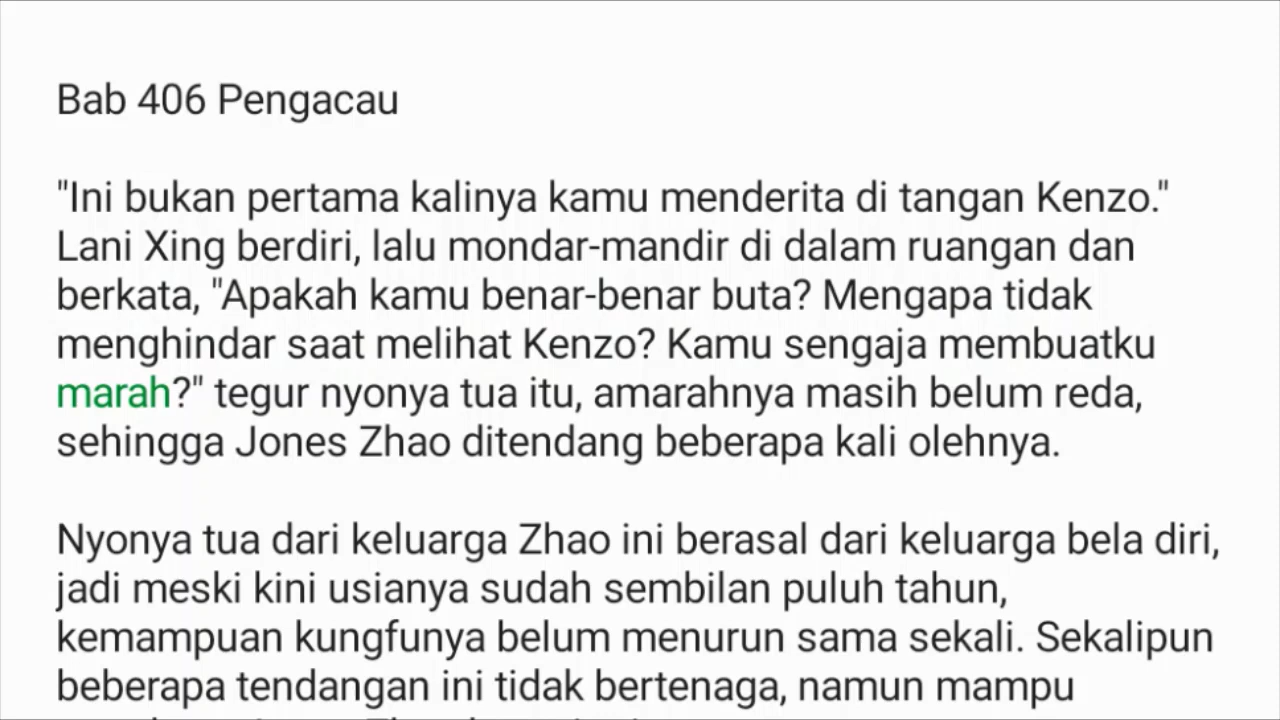 Bab 406 Pengacau
"Ini bukan pertama kalinya kamu menderita di tangan Kenzo."
Lani Xing berdiri, lalu mondar-mandir di dalam ruangan dan
berkata, "Apakah kamu benar-benar buta? Mengapa tidak
menghindar saat melihat Kenzo? Kamu sengaja membuatku
marah?" tegur nyonya tua itu, amarahnya masih belum reda,
sehingga Jones Zhao ditendang beberapa kali olehnya.
Nyonya tua dari keluarga Zhao ini berasal dari keluarga bela diri,
jadi meski kini usianya sudah sembilan puluh tahun,
kemampuan kungfunya belum menurun sama sekali. Sekalipun
beberapa tendangan ini tidak bertenaga, namun mampu